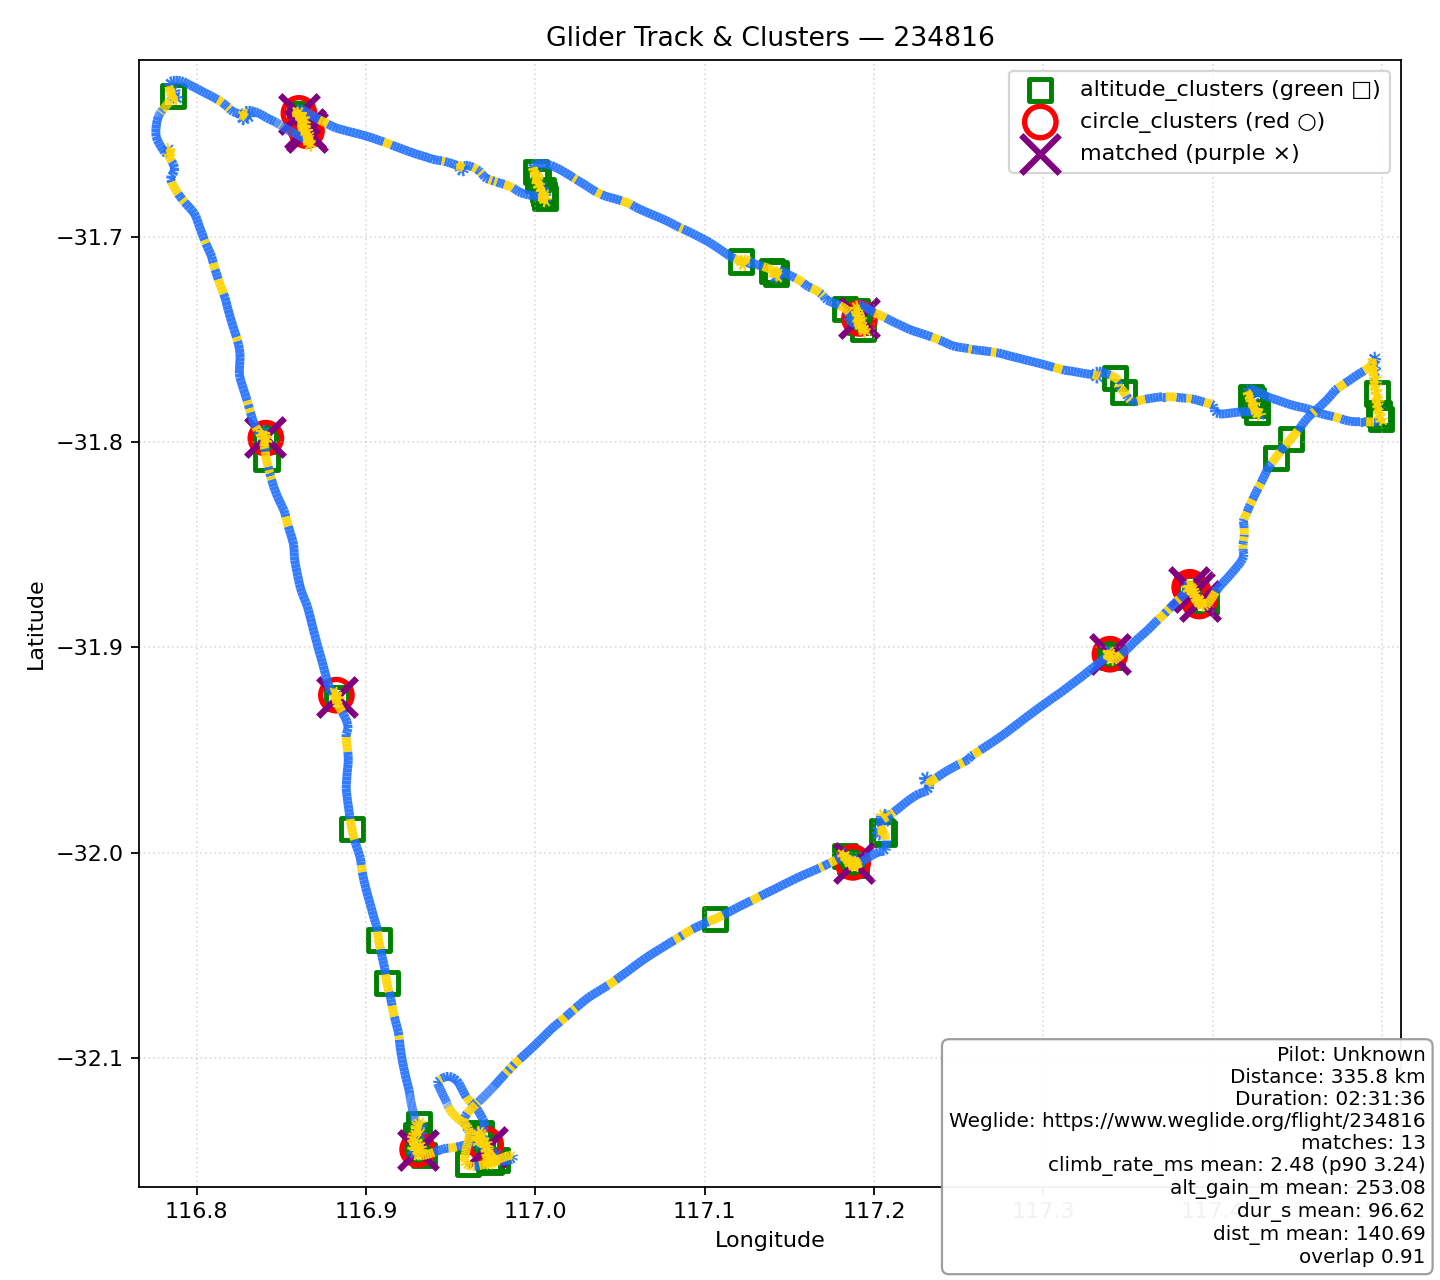 Glider Track & Clusters — 234816
altitude_clusters (green □)
circle_clusters (red ○)
matched (purple ×)
−31.7
−31.8
−31.9
−32.0
−32.1
Latitude
116.8 116.9 117.0 117.1 117.2 117.3 117.4
Longitude
Pilot: Unknown
Distance: 335.8 km
Duration: 02:31:36
Weglide: https://www.weglide.org/flight/234816
matches: 13
climb_rate_ms mean: 2.48 (p90 3.24)
alt_gain_m mean: 253.08
dur_s mean: 96.62
dist_m mean: 140.69
overlap 0.91